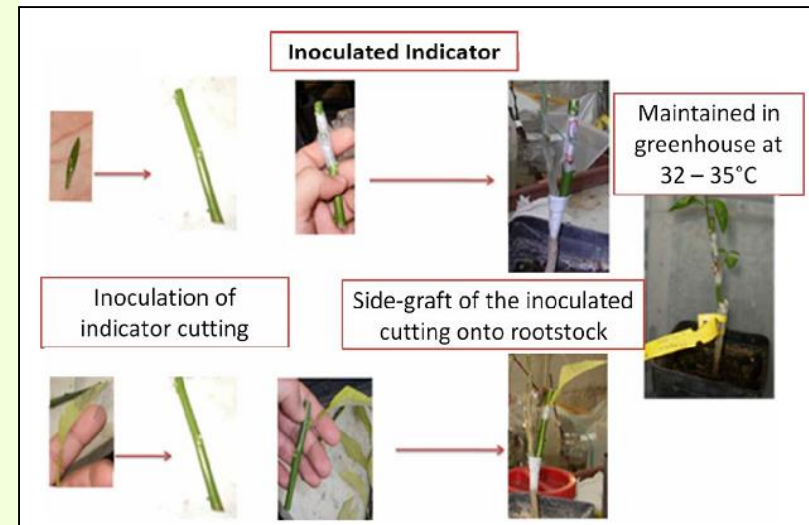 Inoculated Indicator
Maintained in
greenhouse at
32 – 35°C
Inoculation of
indicator cutting
Side-graft of the inoculated
cutting onto rootstock